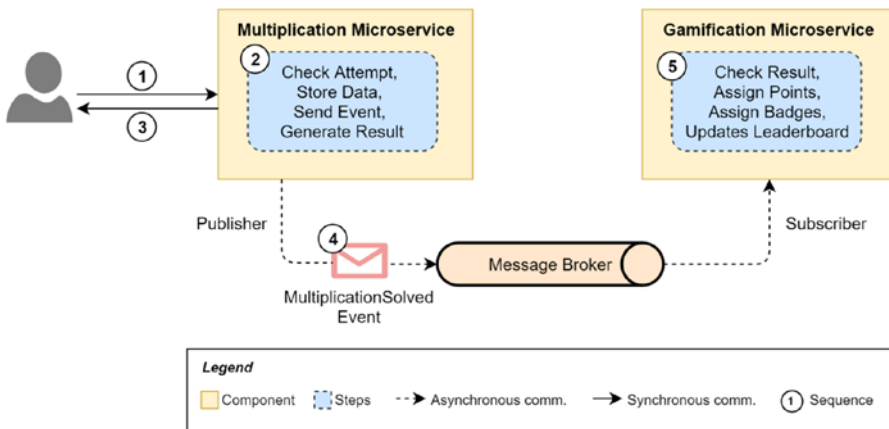 Multiplication Microservice
2
Check Attempt,
Store Data,
Send Event,
Generate Result
1
3
Gamification Microservice
5
Check Result,
Assign Points,
Assign Badges,
Updates Leaderboard
Publisher
Subscriber
4
Message Broker
MultiplicationSolved
Event
Legend
Component
Steps
Asynchronous comm.
Synchronous comm.
1 Sequence